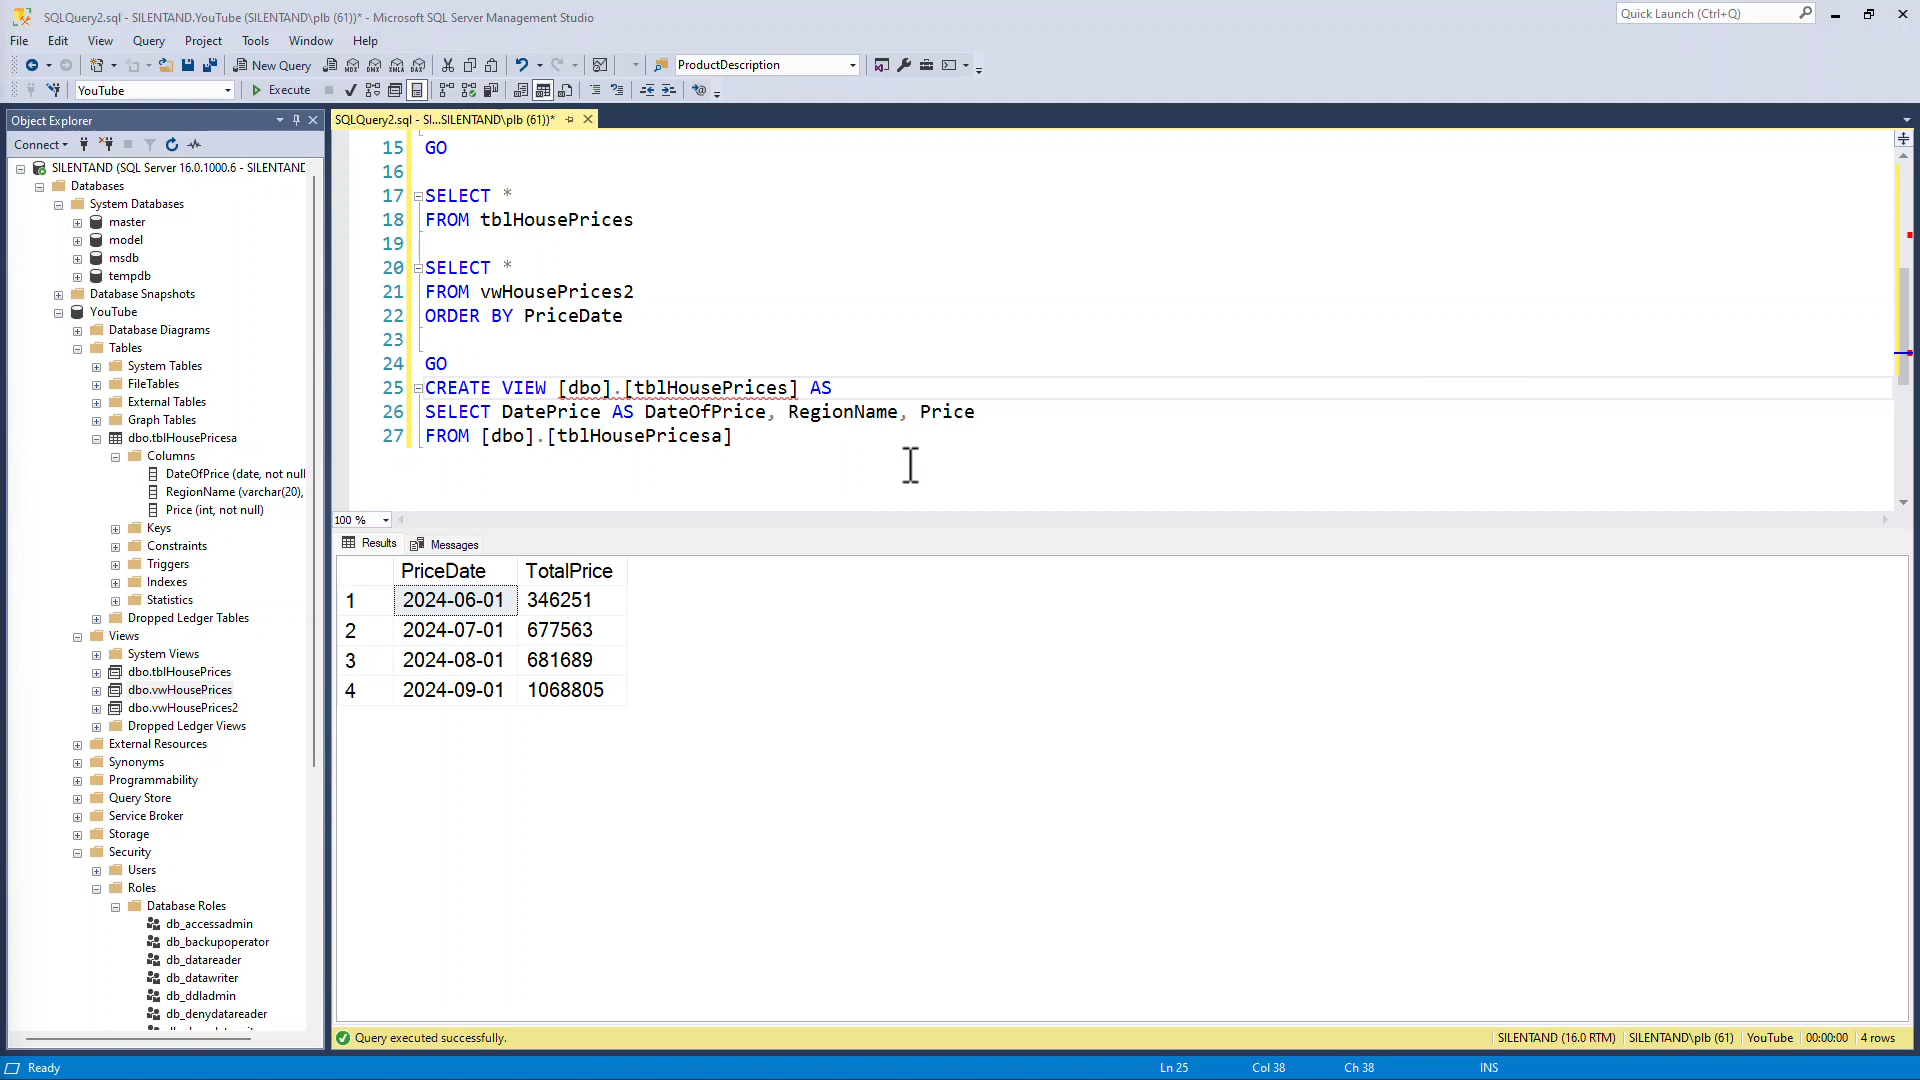 SQLQuery2.sql - SILENTAND.YouTube (SILENTAND\plb (61))* - Microsoft SQL Server Management Studio
Quick Launch (Ctrl+Q)
File Edit View Query Project Tools Window Help
New Query
ProductDescription
YouTube
Execute
Object Explorer
SQLQuery2.sql - SI...SILENTAND\plb (61))*
Connect
SILENTAND (SQL Server 16.0.1000.6 - SILENTAND
Databases
System Databases
master
model
msdb
tempdb
Database Snapshots
YouTube
Database Diagrams
Tables
System Tables
FileTables
External Tables
Graph Tables
dbo.tblHousePricesa
Columns
DateOfPrice (date, not null
RegionName (varchar(20),
Price (int, not null)
Keys
Constraints
Triggers
Indexes
Statistics
Dropped Ledger Tables
Views
System Views
dbo.tblHousePrices
dbo.vwHousePrices
dbo.vwHousePrices2
Dropped Ledger Views
External Resources
Synonyms
Programmability
Query Store
Service Broker
Storage
Security
Users
Roles
Database Roles
db_accessadmin
db_backupoperator
db_datareader
db_datawriter
db_ddladmin
db_denydatareader
15 GO
16
17 SELECT *
18 FROM tblHousePrices
19
20 SELECT *
21 FROM vwHousePrices2
22 ORDER BY PriceDate
23
24 GO
25 CREATE VIEW [dbo].[tblHousePrices] AS
26 SELECT DatePrice AS DateOfPrice, RegionName, Price
27 FROM [dbo].[tblHousePricesa]
100 %
Results Messages
PriceDate TotalPrice
1 2024-06-01 346251
2 2024-07-01 677563
3 2024-08-01 681689
4 2024-09-01 1068805
Query executed successfully.
SILENTAND (16.0 RTM) SILENTAND\plb (61) YouTube 00:00:00 4 rows
Ready Ln 25 Col 38 Ch 38 INS